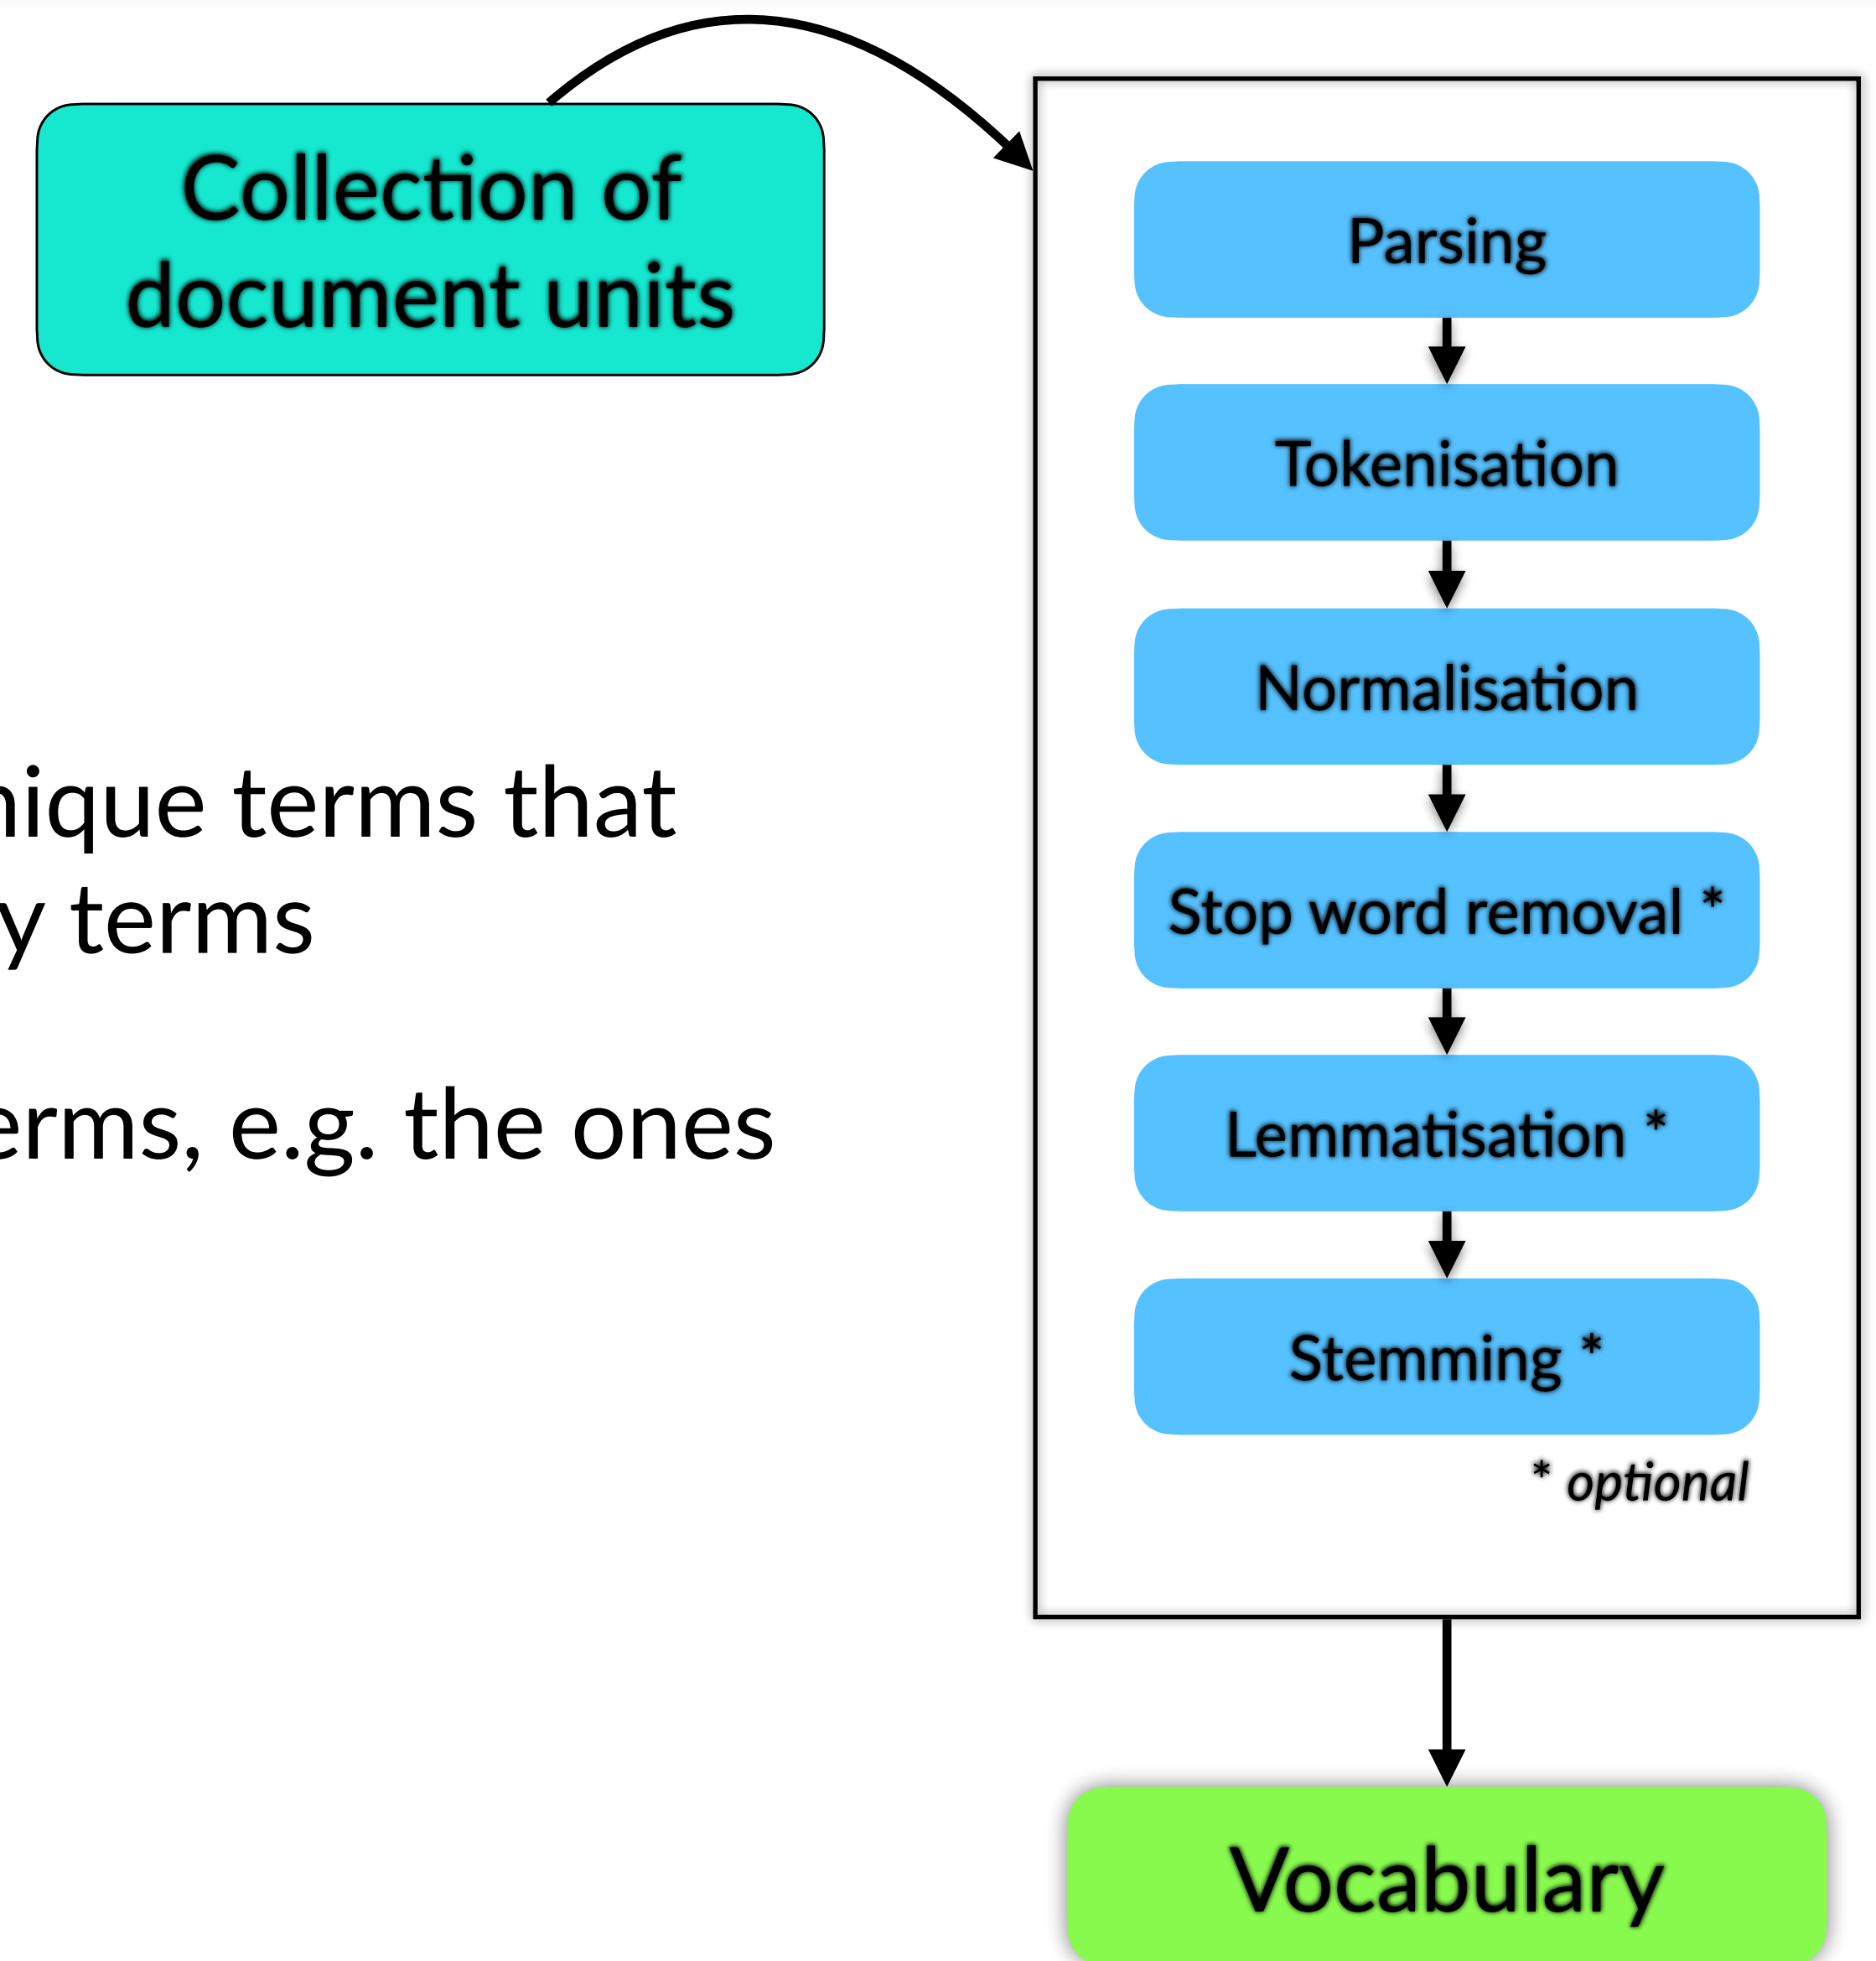 Collection of
document units
nique terms that
y terms
erms, e.g. the ones
Parsing
Tokenisation
Normalisation
Stop word removal *
Lemmatisation *
Stemming *
* optional
Vocabulary